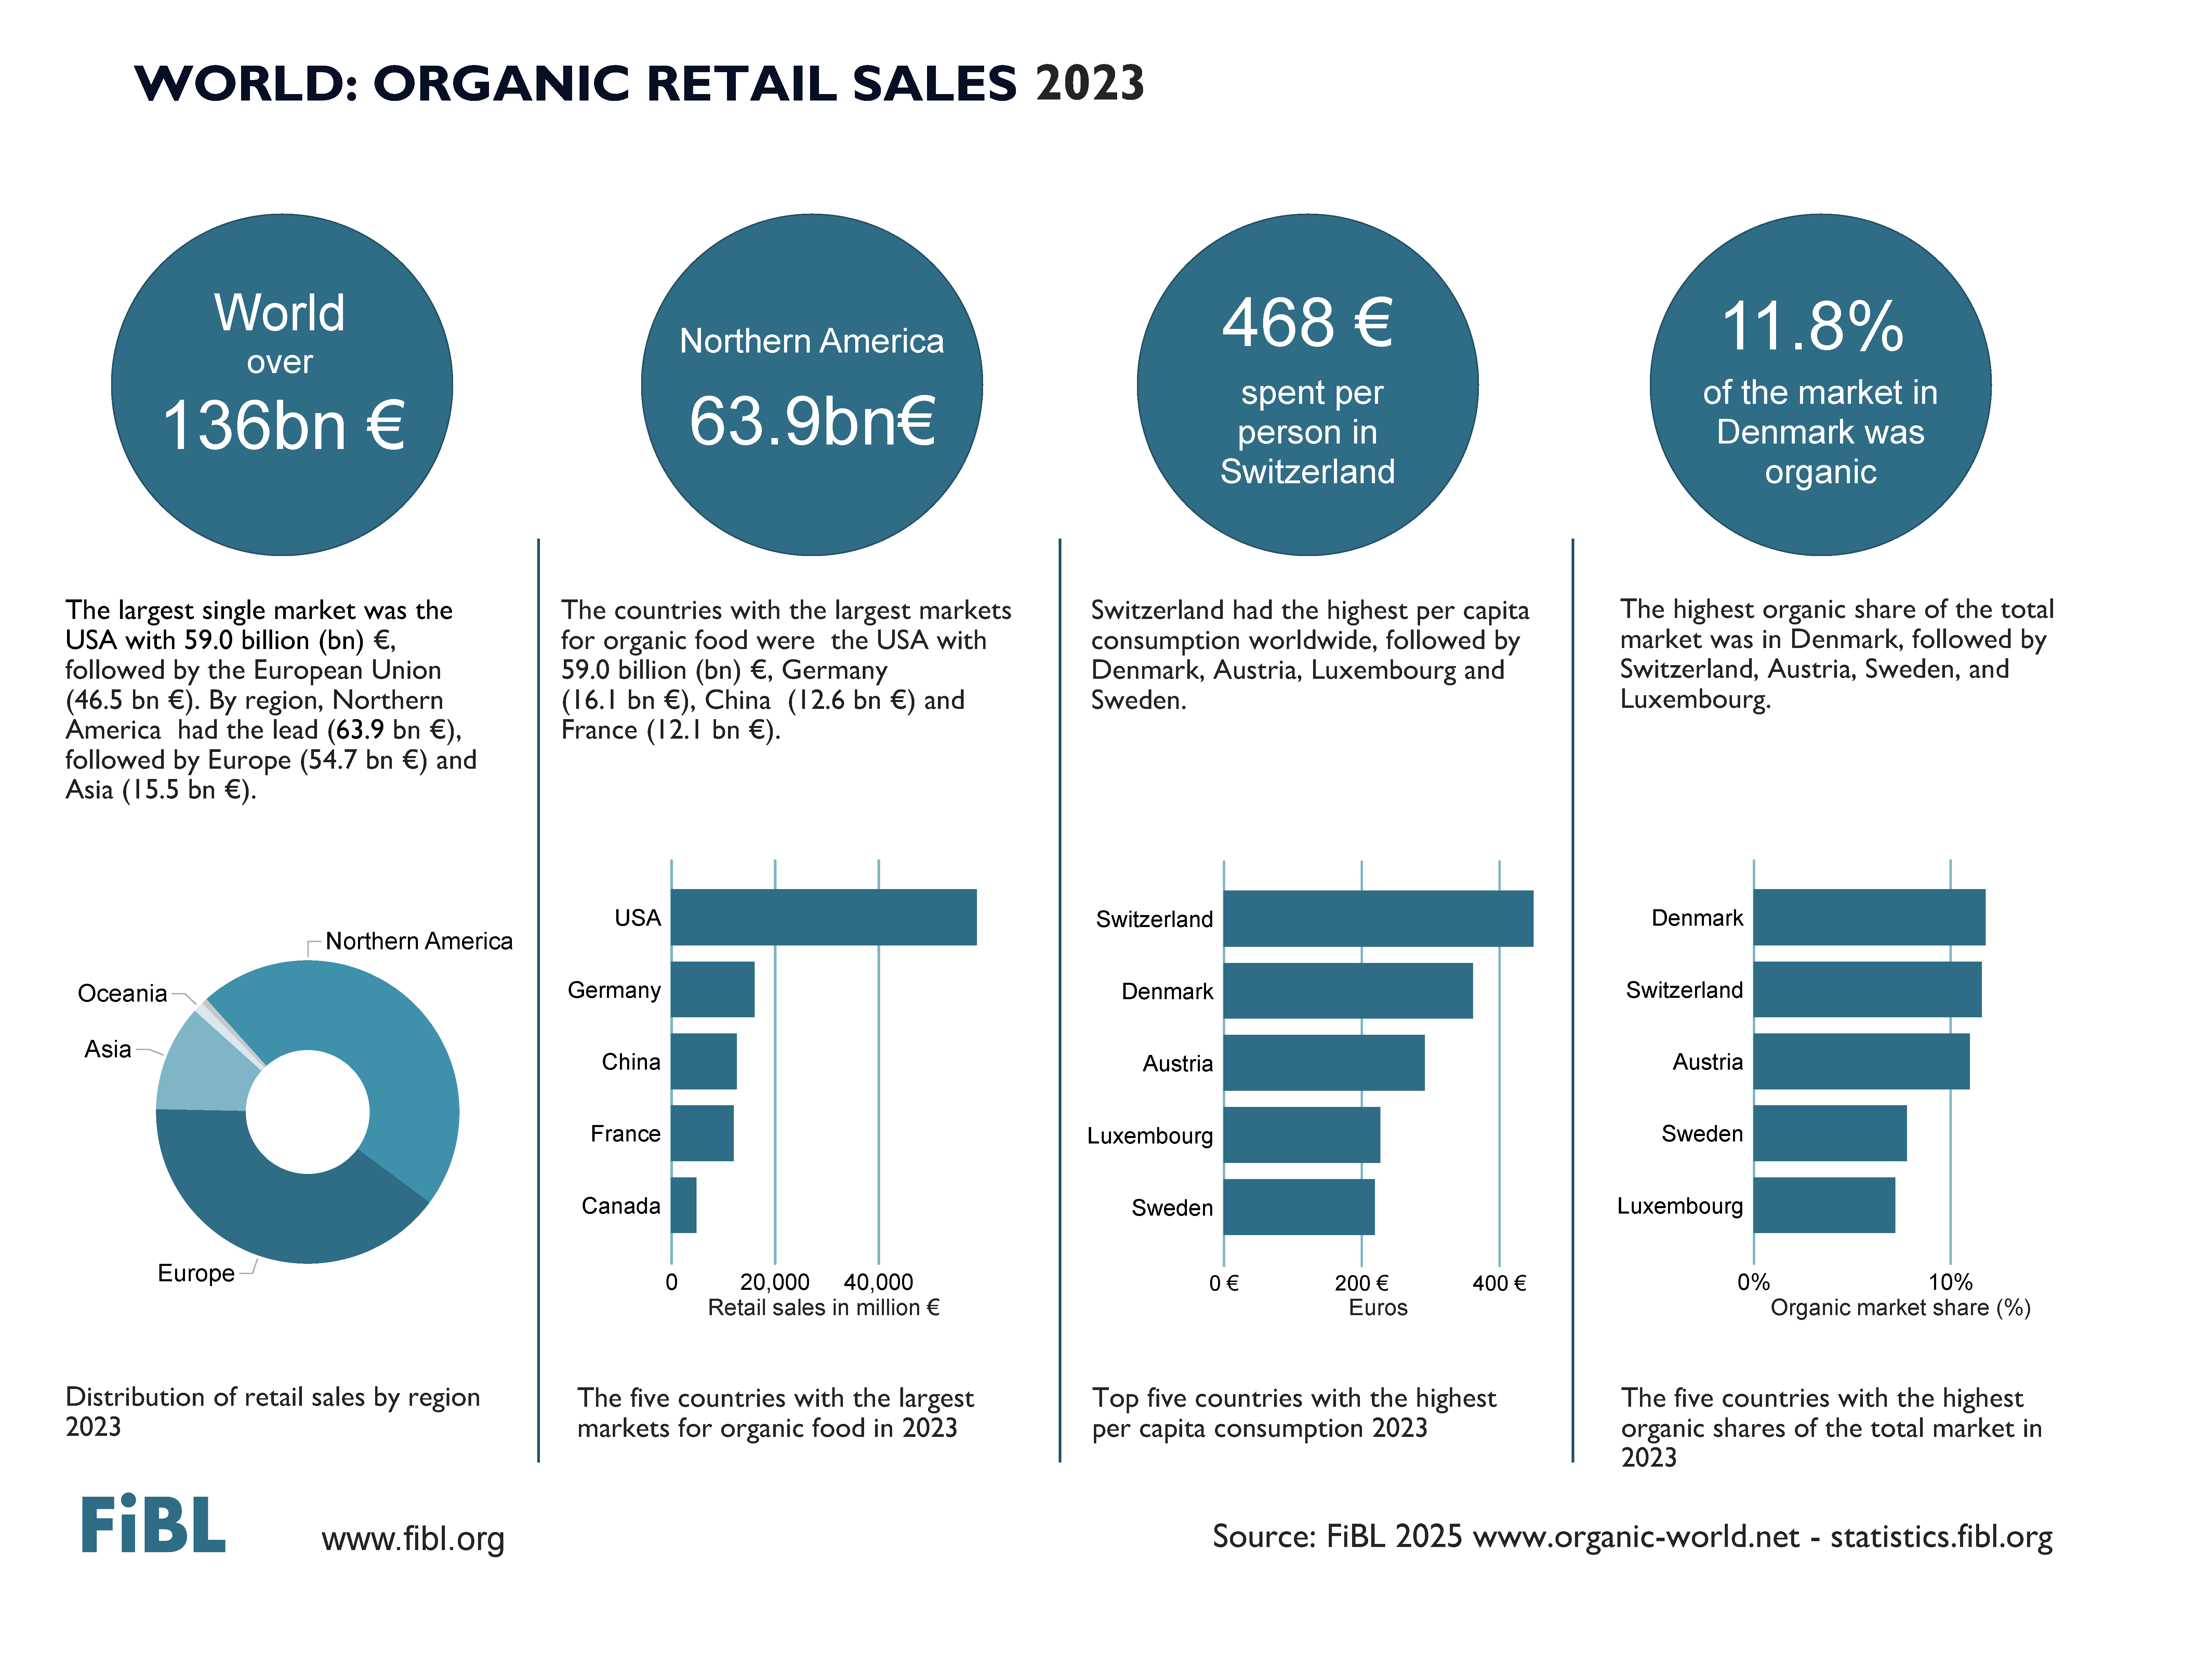 WORLD: ORGANIC RETAIL SALES 2023
World
over
136bn €
Northern America
63.9bn€
468 €
spent per
person in
Switzerland
11.8%
of the market in
Denmark was
organic
The largest single market was the
USA with 59.0 billion (bn) €,
followed by the European Union
(46.5 bn €). By region, Northern
America had the lead (63.9 bn €),
followed by Europe (54.7 bn €) and
Asia (15.5 bn €).
Northern America
Oceania
Asia
Europe
Distribution of retail sales by region
2023
The countries with the largest markets
for organic food were the USA with
59.0 billion (bn) €, Germany
(16.1 bn €), China (12.6 bn €) and
France (12.1 bn €).
USA
Germany
China
France
Canada
0 20,000 40,000
Retail sales in million €
The five countries with the largest
markets for organic food in 2023
Switzerland had the highest per capita
consumption worldwide, followed by
Denmark, Austria, Luxembourg and
Sweden.
Switzerland
Denmark
Austria
Luxembourg
Sweden
0 € 200 € 400 €
Euros
Top five countries with the highest
per capita consumption 2023
The highest organic share of the total
market was in Denmark, followed by
Switzerland, Austria, Sweden, and
Luxembourg.
Denmark
Switzerland
Austria
Sweden
Luxembourg
0% 10%
Organic market share (%)
The five countries with the highest
organic shares of the total market in
2023
FiBL
www.fibl.org
Source: FiBL 2025 www.organic-world.net - statistics.fibl.org